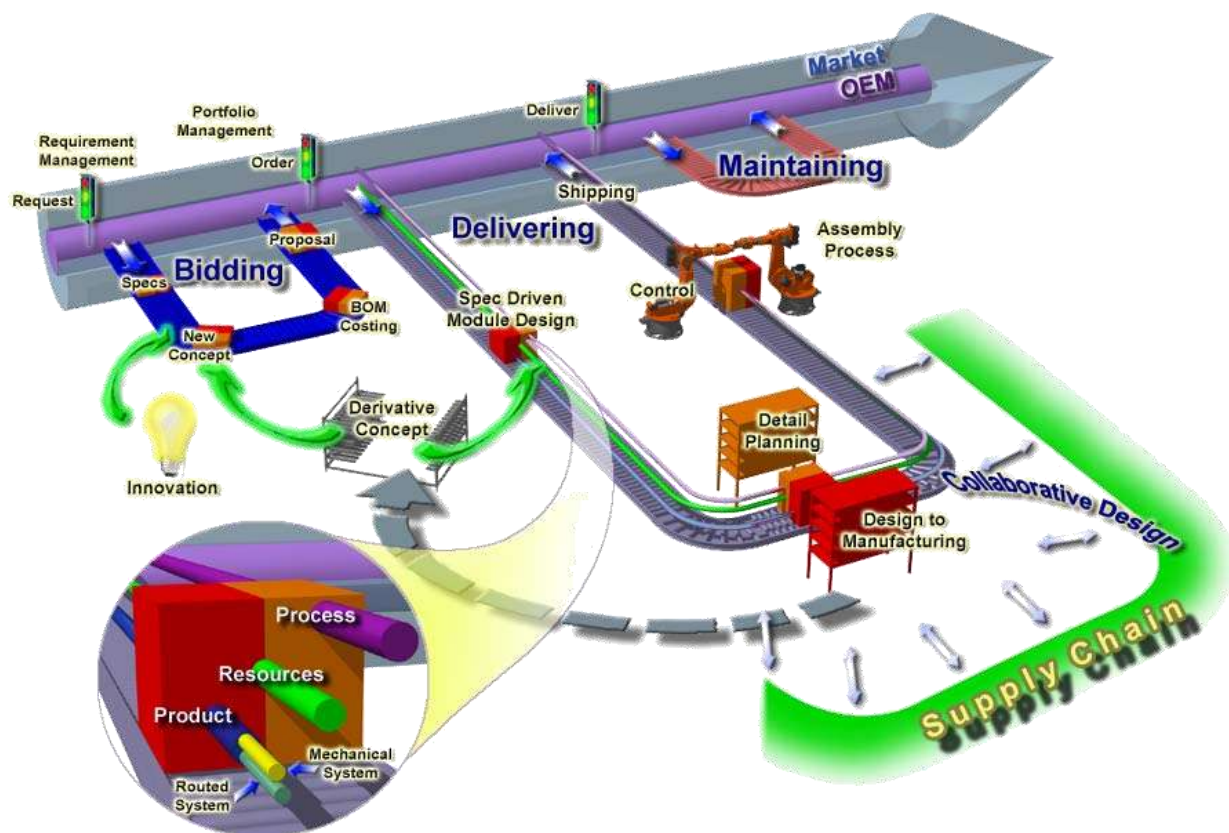 Market
OEM
Deliver
Portfolio
Management
Order
Requirement
Management
Request
Maintaining
Shipping
Delivering
Proposal
Bidding
Specs
Assembly
Process
Control
Spec Driven
Module Design
BOM
Costing
New
Concept
Derivative
Concept
Innovation
Detail
Planning
Design to
Manufacturing
Collaborative Design
Supply Chain
Process
Resources
Product
Mechanical
System
Routed
System